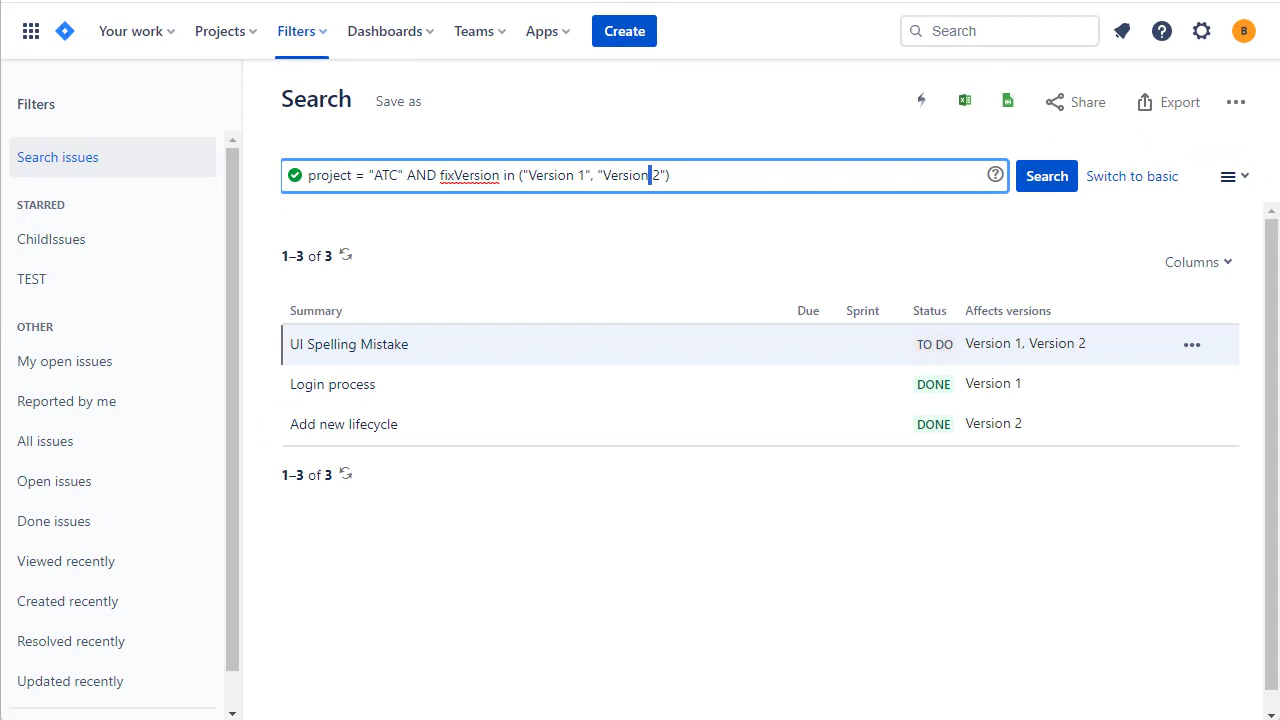 Your work Projects Filters Dashboards Teams Apps Create Search B
Filters
Search issues
STARRED
ChildIssues
TEST
OTHER
My open issues
Reported by me
All issues
Open issues
Done issues
Viewed recently
Created recently
Resolved recently
Updated recently
Search Save as Share Export
project = "ATC" AND fixVersion in ("Version 1", "Version 2") Search Switch to basic
1–3 of 3
Columns
Summary Due Sprint Status Affects versions
UI Spelling Mistake TO DO Version 1, Version 2
Login process DONE Version 1
Add new lifecycle DONE Version 2
1–3 of 3